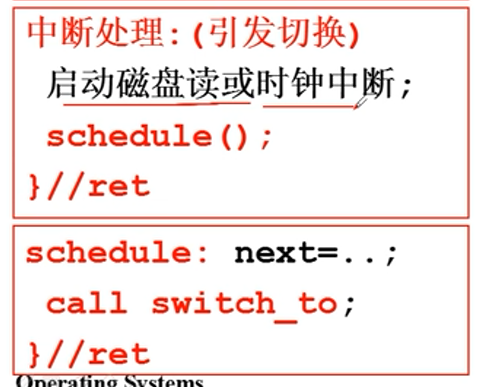 中断处理:(引发切换)
启动磁盘读或时钟中断;
schedule();
}//ret
schedule: next=..;
call switch_to;
}//ret
Operating Systems